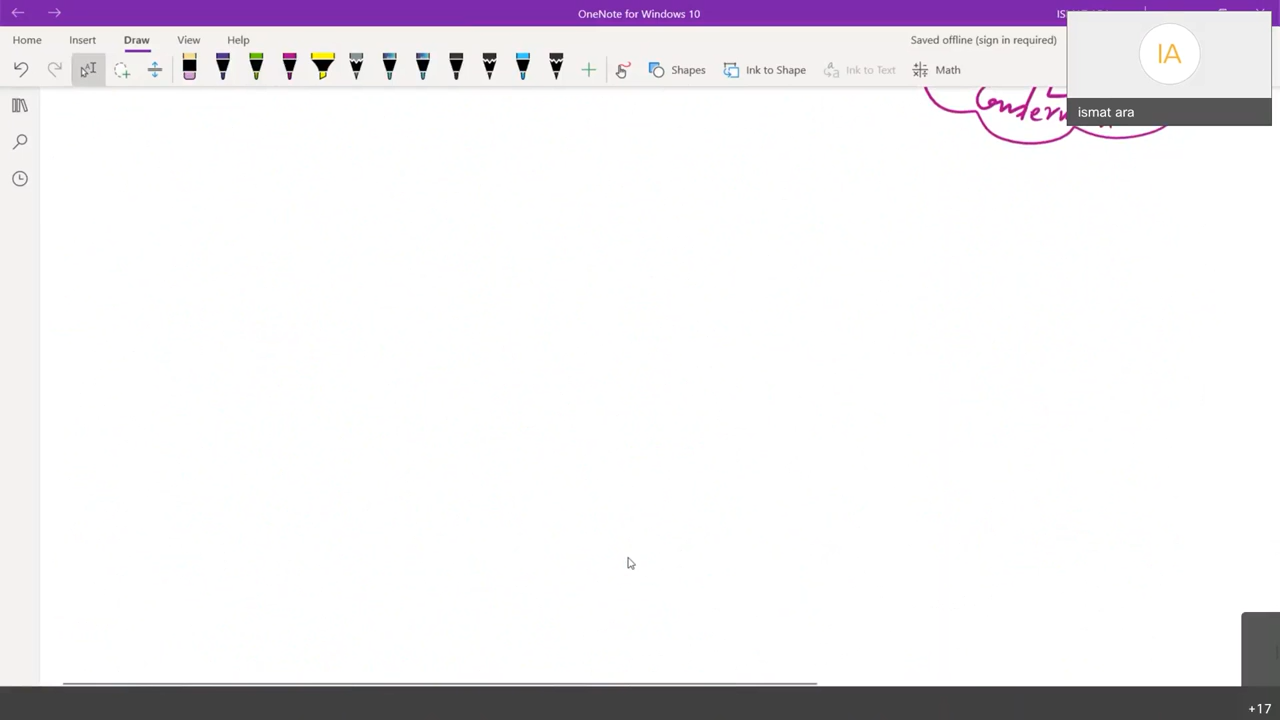 OneNote for Windows 10
Home Insert Draw View Help
Saved offline (sign in required)
IA
Shapes Ink to Shape Ink to Text Math
ismat ara
+17